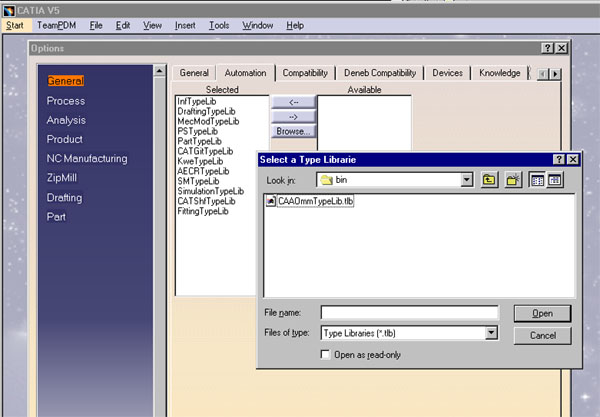 CATIA V5
Start TeamPDM File Edit View Insert Tools Window Help
Options
General Automation Compatibility Deneb Compatibility Devices Knowledge
General
Process
Analysis
Product
NC Manufacturing
ZipMill
Drafting
Part
Selected Available
InfTypeLib
DraftingTypeLib
MecModTypeLib
PSTypeLib
PartTypeLib
CATGitTypeLib
KweTypeLib
AECRTypeLib
SMTypeLib
SimulationTypeLib
CATShfTypeLib
FittingTypeLib
<--
-->
Browse...
Select a Type Librarie
Look in: bin
CAAOmmTypeLib.tlb
File name: Open
Files of type: Type Libraries (*.tlb) Cancel
Open as read-only